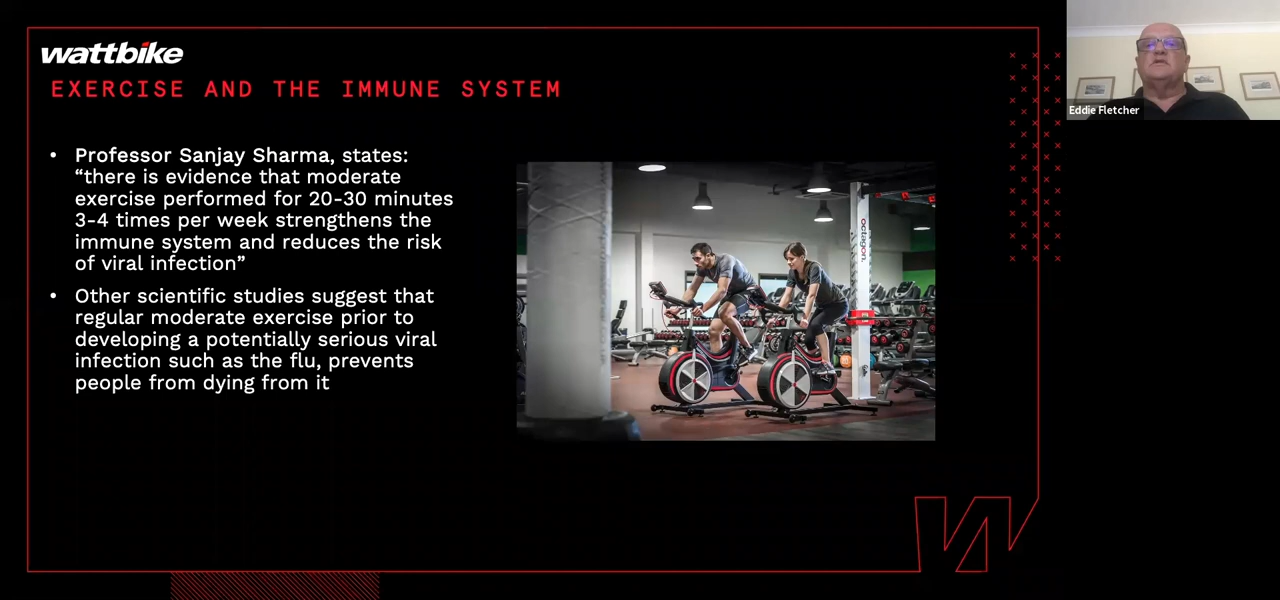 wattbike
EXERCISE AND THE IMMUNE SYSTEM
• Professor Sanjay Sharma, states:
“there is evidence that moderate
exercise performed for 20-30 minutes
3-4 times per week strengthens the
immune system and reduces the risk
of viral infection”
• Other scientific studies suggest that
regular moderate exercise prior to
developing a potentially serious viral
infection such as the flu, prevents
people from dying from it
octagon
Eddie Fletcher